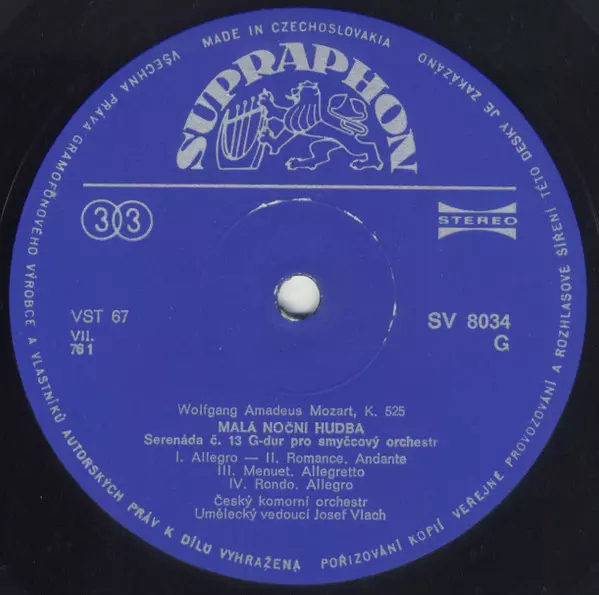 MADE IN CZECHOSLOVAKIA
SUPRAPHON
33
STEREO
VST 67
VII.
76 1
SV 8034
G
Wolfgang Amadeus Mozart, K. 525
MALÁ NOČNÍ HUDBA
Serenáda č. 13 G-dur pro smyčcový orchestr
I. Allegro — II. Romance. Andante
III. Menuet. Allegretto
IV. Rondo. Allegro
Český komorní orchestr
Umělecký vedoucí Josef Vlach
VŠECHNA PRÁVA GRAMOFÓNOVÉHO VÝROBCE A VLASTNÍKŮ AUTORSKÝCH PRÁV K DÍLU VYHRAŽENA POŘIZOVÁNÍ KOPIÍ VEŘEJNÉ PROVOZOVÁNÍ A ROZHLASOVÉ ŠÍŘENÍ TÉTO DESKY JE ZAKÁZÁNO